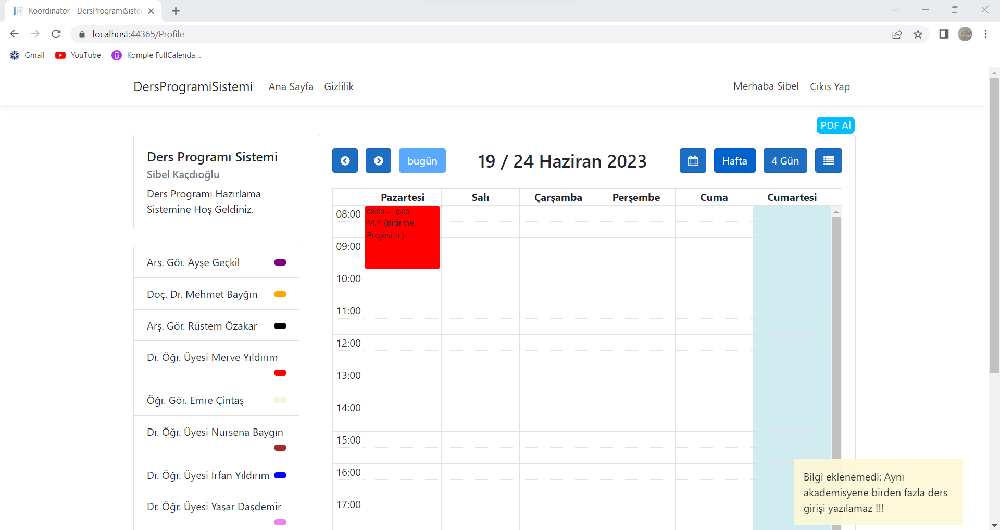 Koordinator - DersProgramiSister
localhost:44365/Profile
Gmail
YouTube
Komple FullCalenda...
DersProgramiSistemi
Ana Sayfa
Gizlilik
Merhaba Sibel
Çıkış Yap
PDF Al
Ders Programı Sistemi
Sibel Kaçdıoğlu
Ders Programı Hazırlama
Sistemine Hoş Geldiniz.
Arş. Gör. Ayşe Geçkil
Doç. Dr. Mehmet Bayğın
Arş. Gör. Rüstem Özakar
Dr. Öğr. Üyesi Merve Yıldırım
Öğr. Gör. Emre Çintaş
Dr. Öğr. Üyesi Nursena Baygın
Dr. Öğr. Üyesi İrfan Yıldırım
Dr. Öğr. Üyesi Yaşar Daşdemir
bugün
19 / 24 Haziran 2023
Hafta
4 Gün
Pazartesi Salı Çarşamba Perşembe Cuma Cumartesi
08:00
08:00 - 10:00
M.Y (Bitirme
Projesi II )
09:00
10:00
11:00
12:00
13:00
14:00
15:00
16:00
17:00
Bilgi eklenemedi: Aynı
akademisyene birden fazla ders
girişi yazılamaz !!!